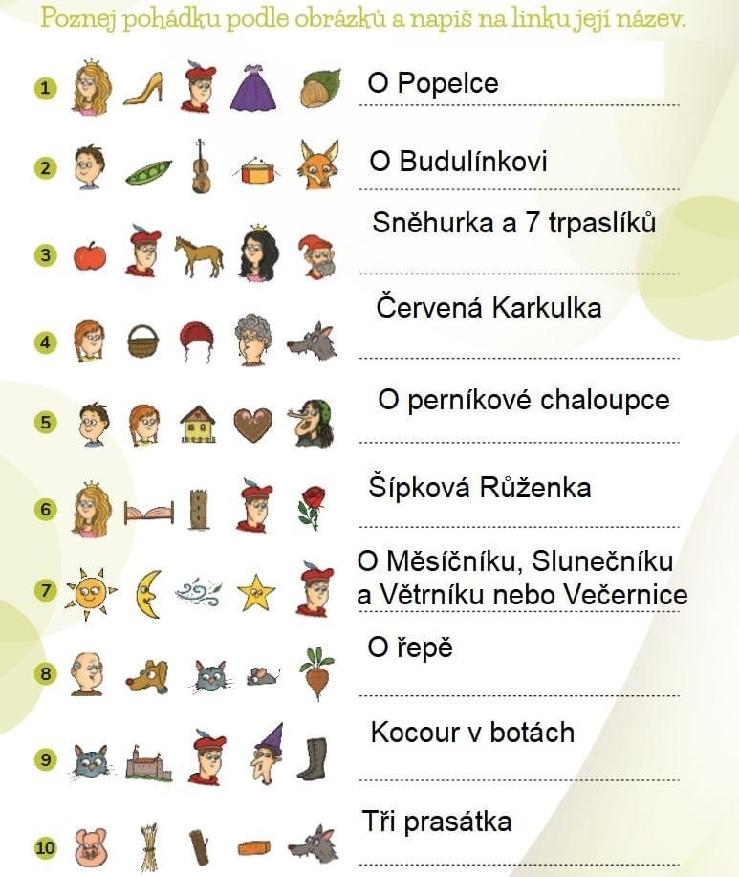 Poznej pohádku podle obrázků a napiš na linku její název.
1 O Popelce
2 O Budulínkovi
3 Sněhurka a 7 trpaslíků
4 Červená Karkulka
5 O perníkové chaloupce
6 Šípková Růženka
7 O Měsíčníku, Slunečníku
a Větrníku nebo Večernice
8 O řepě
9 Kocour v botách
10 Tři prasátka